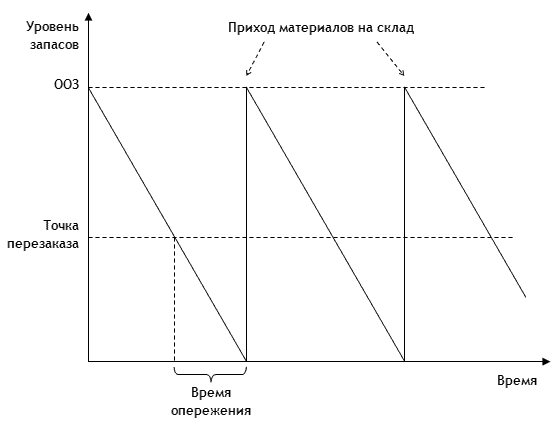 Уровень
запасов
Приход материалов на склад
ООЗ
Точка
перезаказа
Время
Время
опережения